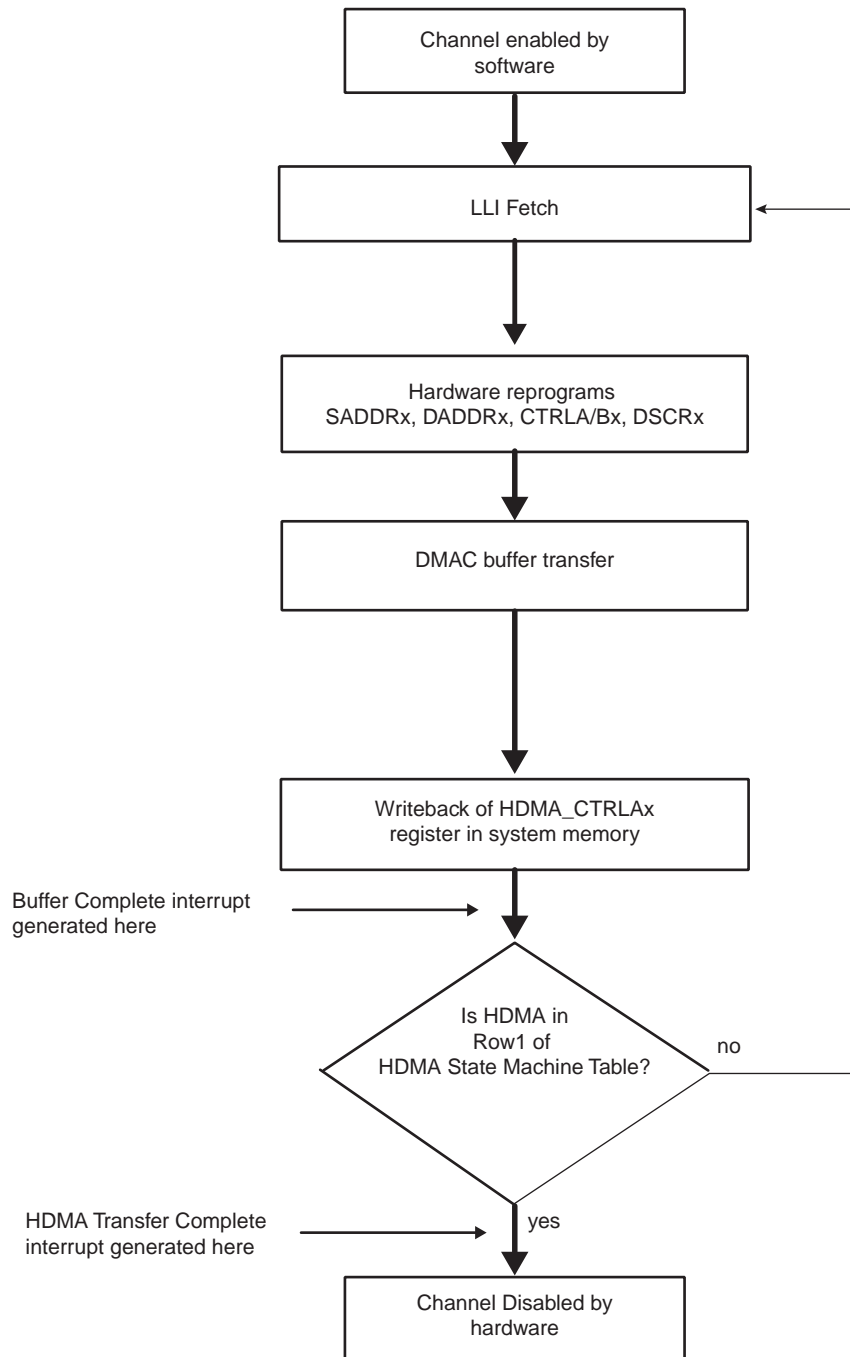 Channel enabled by
software
LLI Fetch
Hardware reprograms
SADDRx, DADDRx, CTRLA/Bx, DSCRx
DMAC buffer transfer
Writeback of HDMA_CTRLAx
register in system memory
Buffer Complete interrupt
generated here
Is HDMA in
Row1 of
HDMA State Machine Table?
no
HDMA Transfer Complete
interrupt generated here
yes
Channel Disabled by
hardware